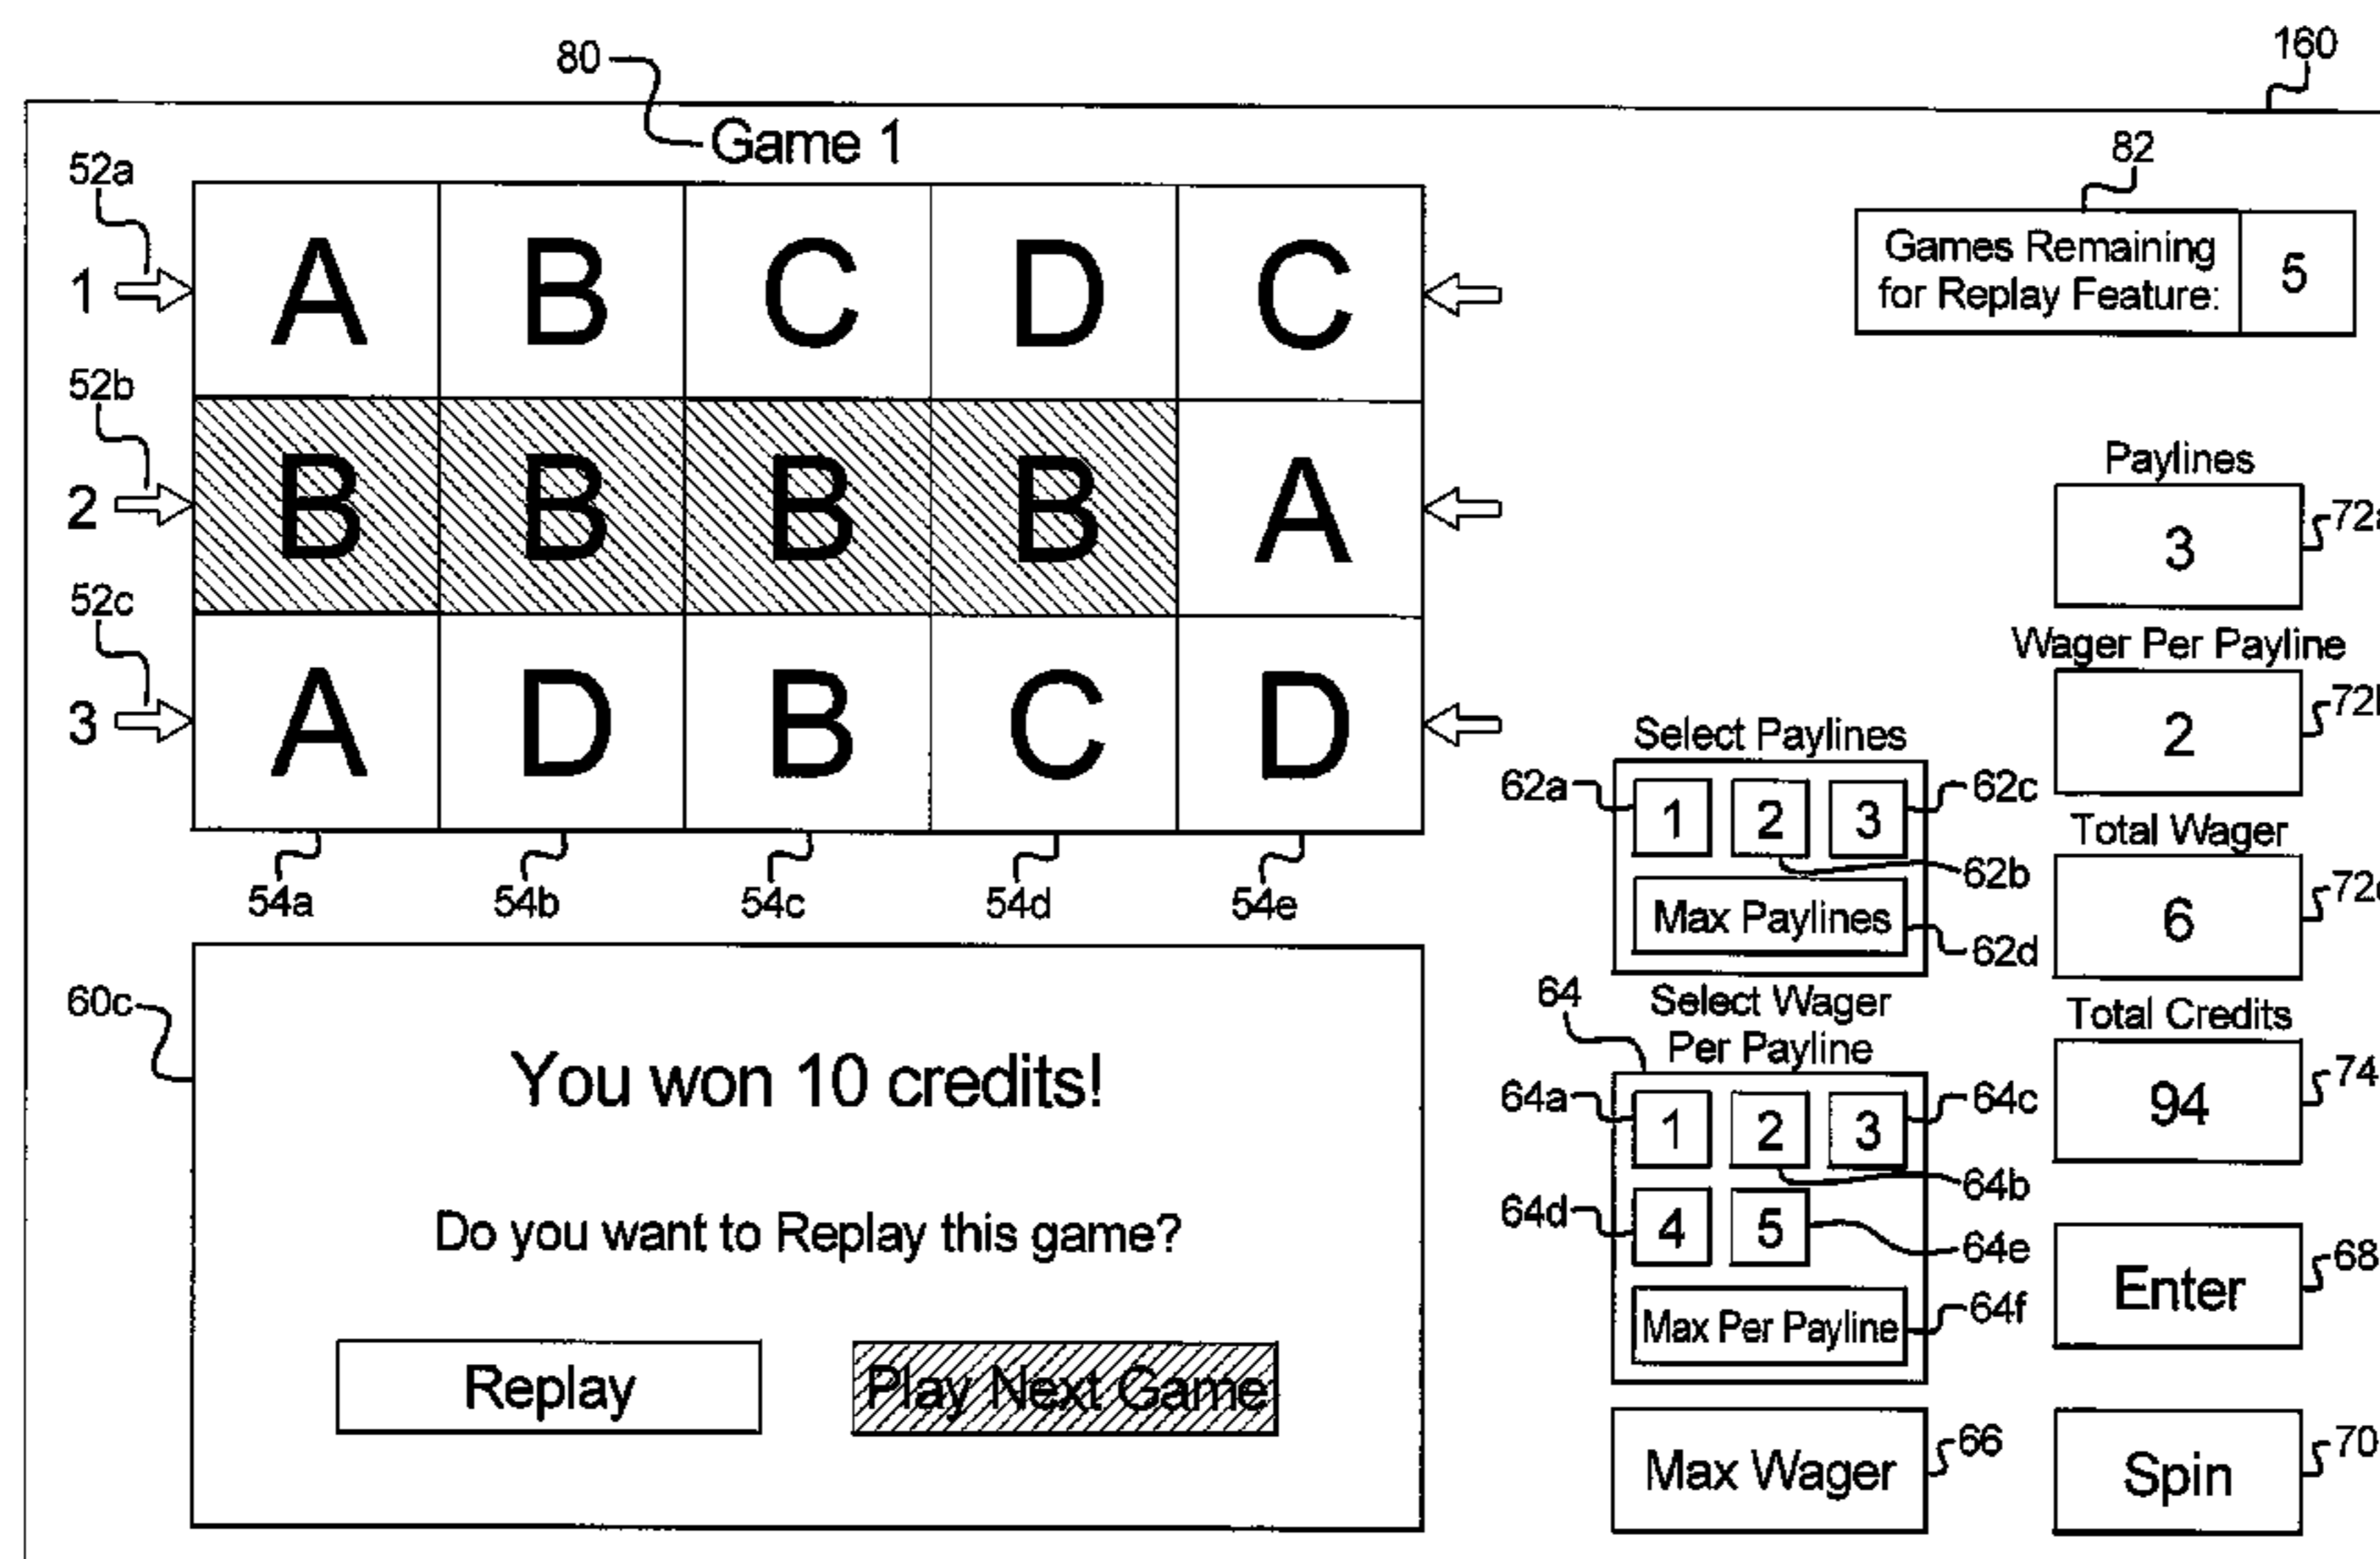 80
160
Game 1
82
52a
Games Remaining
for Replay Feature:
5
1
A B C D C
52b
Paylines
2
B B B B A
3
72a
52c
Wager Per Payline
3
A D B C D
2
Select Paylines
62a
1 2 3
62c
Total Wager
62b
54a 54b 54c 54d 54e
Max Paylines
62d
6
60c
64
Select Wager
Per Payline
Total Credits
You won 10 credits!
64a
1 2 3
64c
94
74
64b
Do you want to Replay this game?
64d
4 5
64e
Enter
68
Max Per Payline
64f
Replay
Play Next Game
Max Wager
66
Spin
70